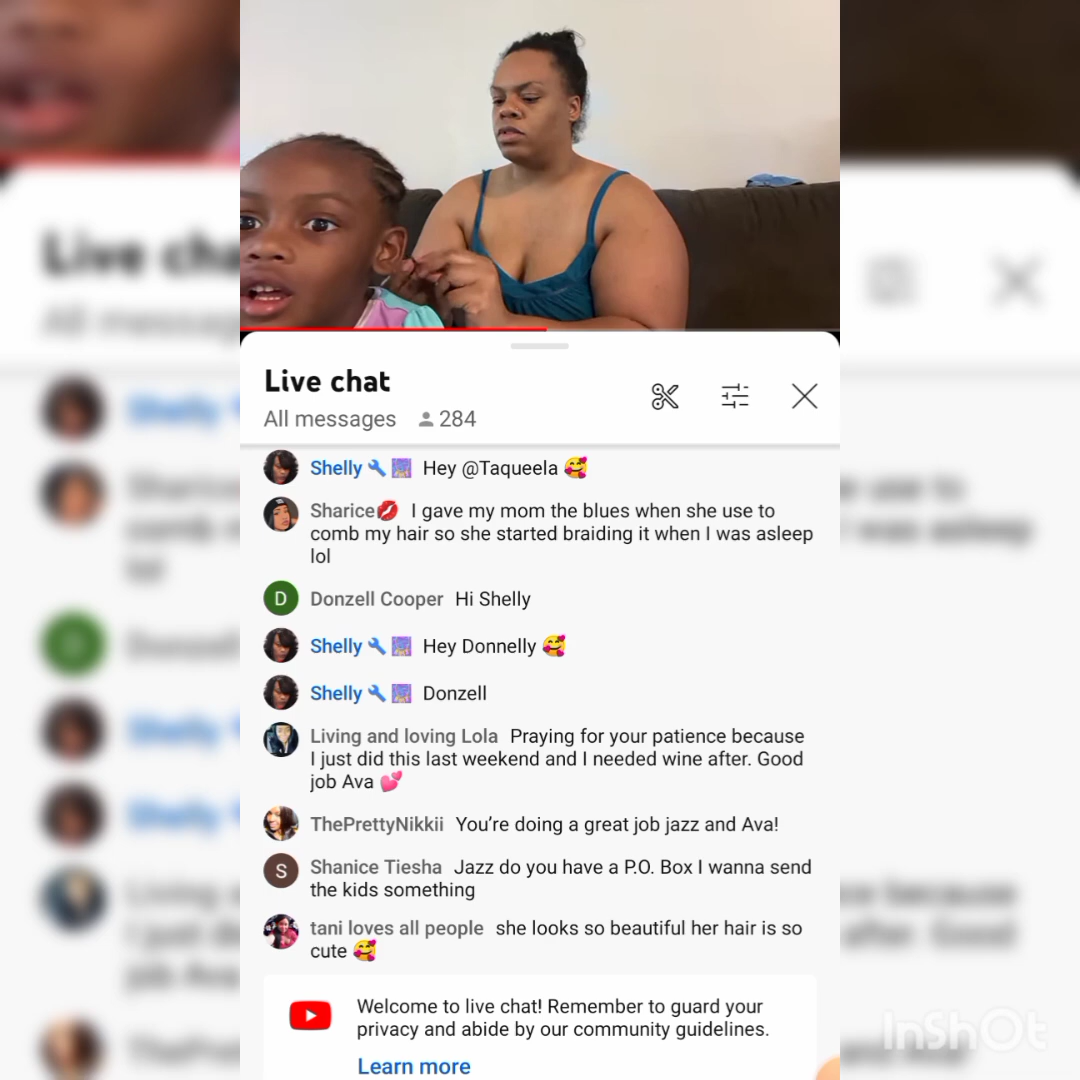 Live chat
All messages 284
Shelly Hey @Taqueela 🥰
Sharice💋 I gave my mom the blues when she use to
comb my hair so she started braiding it when I was asleep
lol
D Donzell Cooper Hi Shelly
Shelly Hey Donnelly 🥰
Shelly Donzell
Living and loving Lola Praying for your patience because
I just did this last weekend and I needed wine after. Good
job Ava 💕
ThePrettyNikkii You’re doing a great job jazz and Ava!
S Shanice Tiesha Jazz do you have a P.O. Box I wanna send
the kids something
tani loves all people she looks so beautiful her hair is so
cute 🥰
Welcome to live chat! Remember to guard your
privacy and abide by our community guidelines.
Learn more
InShOt